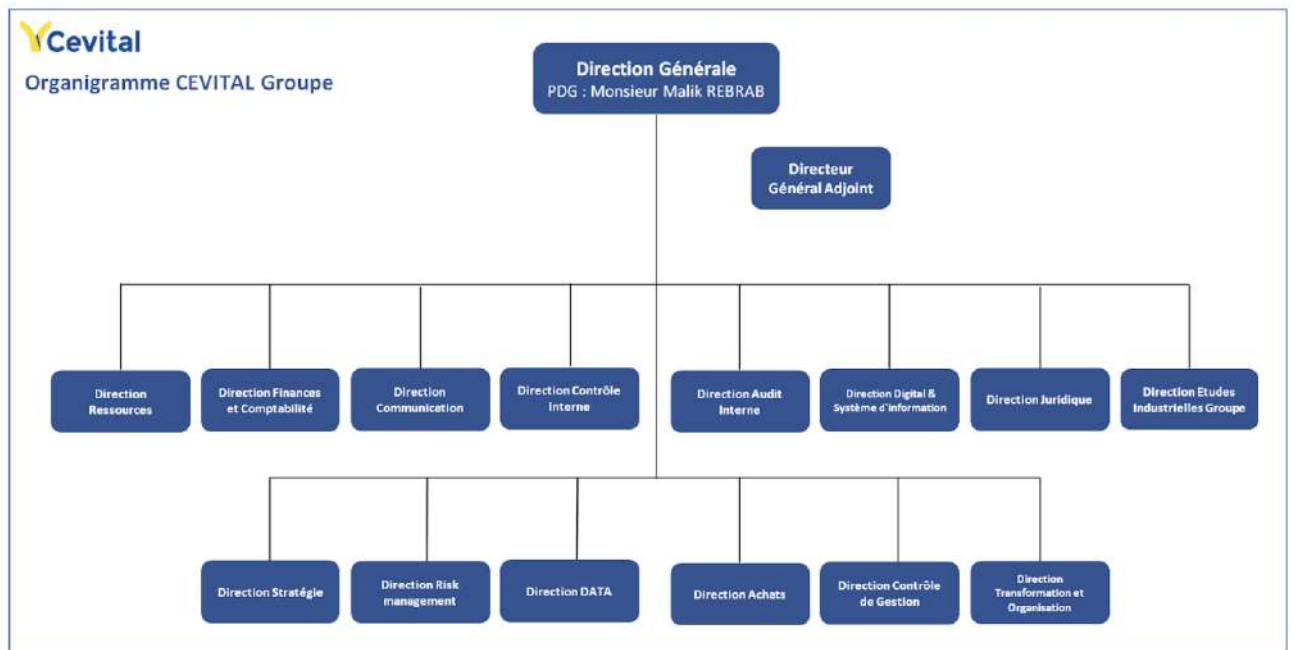 Cevital
Organigramme CEVITAL Groupe
Direction Générale
PDG : Monsieur Malik REBRAB
Directeur
Général Adjoint
Direction
Ressources
Direction Finances
et Comptabilité
Direction
Communication
Direction Contrôle
Interne
Direction Audit
Interne
Direction Digital &
Système d'information
Direction Juridique
Direction Etudes
Industrielles Groupe
Direction Stratégie
Direction Risk
management
Direction DATA
Direction Achats
Direction Contrôle
de Gestion
Direction
Transformation et
Organisation